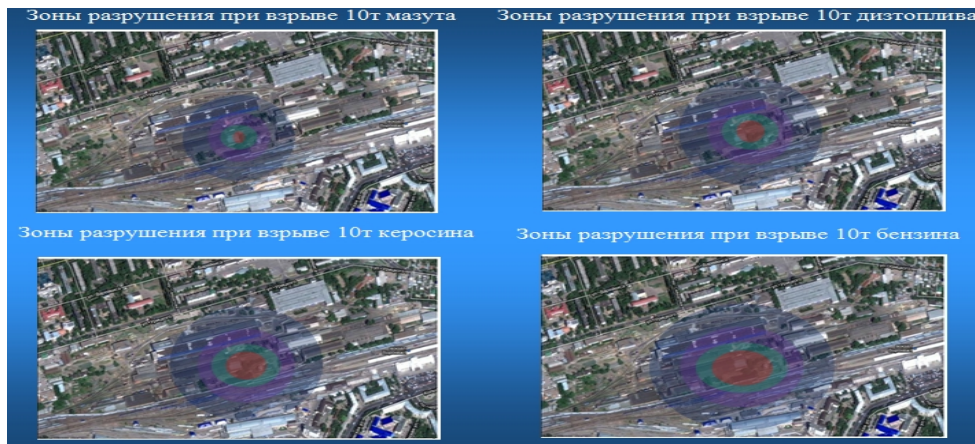 Зоны разрушения при взрыве 10т мазута
Зоны разрушения при взрыве 10т дизтоплива
Зоны разрушения при взрыве 10т керосина
Зоны разрушения при взрыве 10т бензина